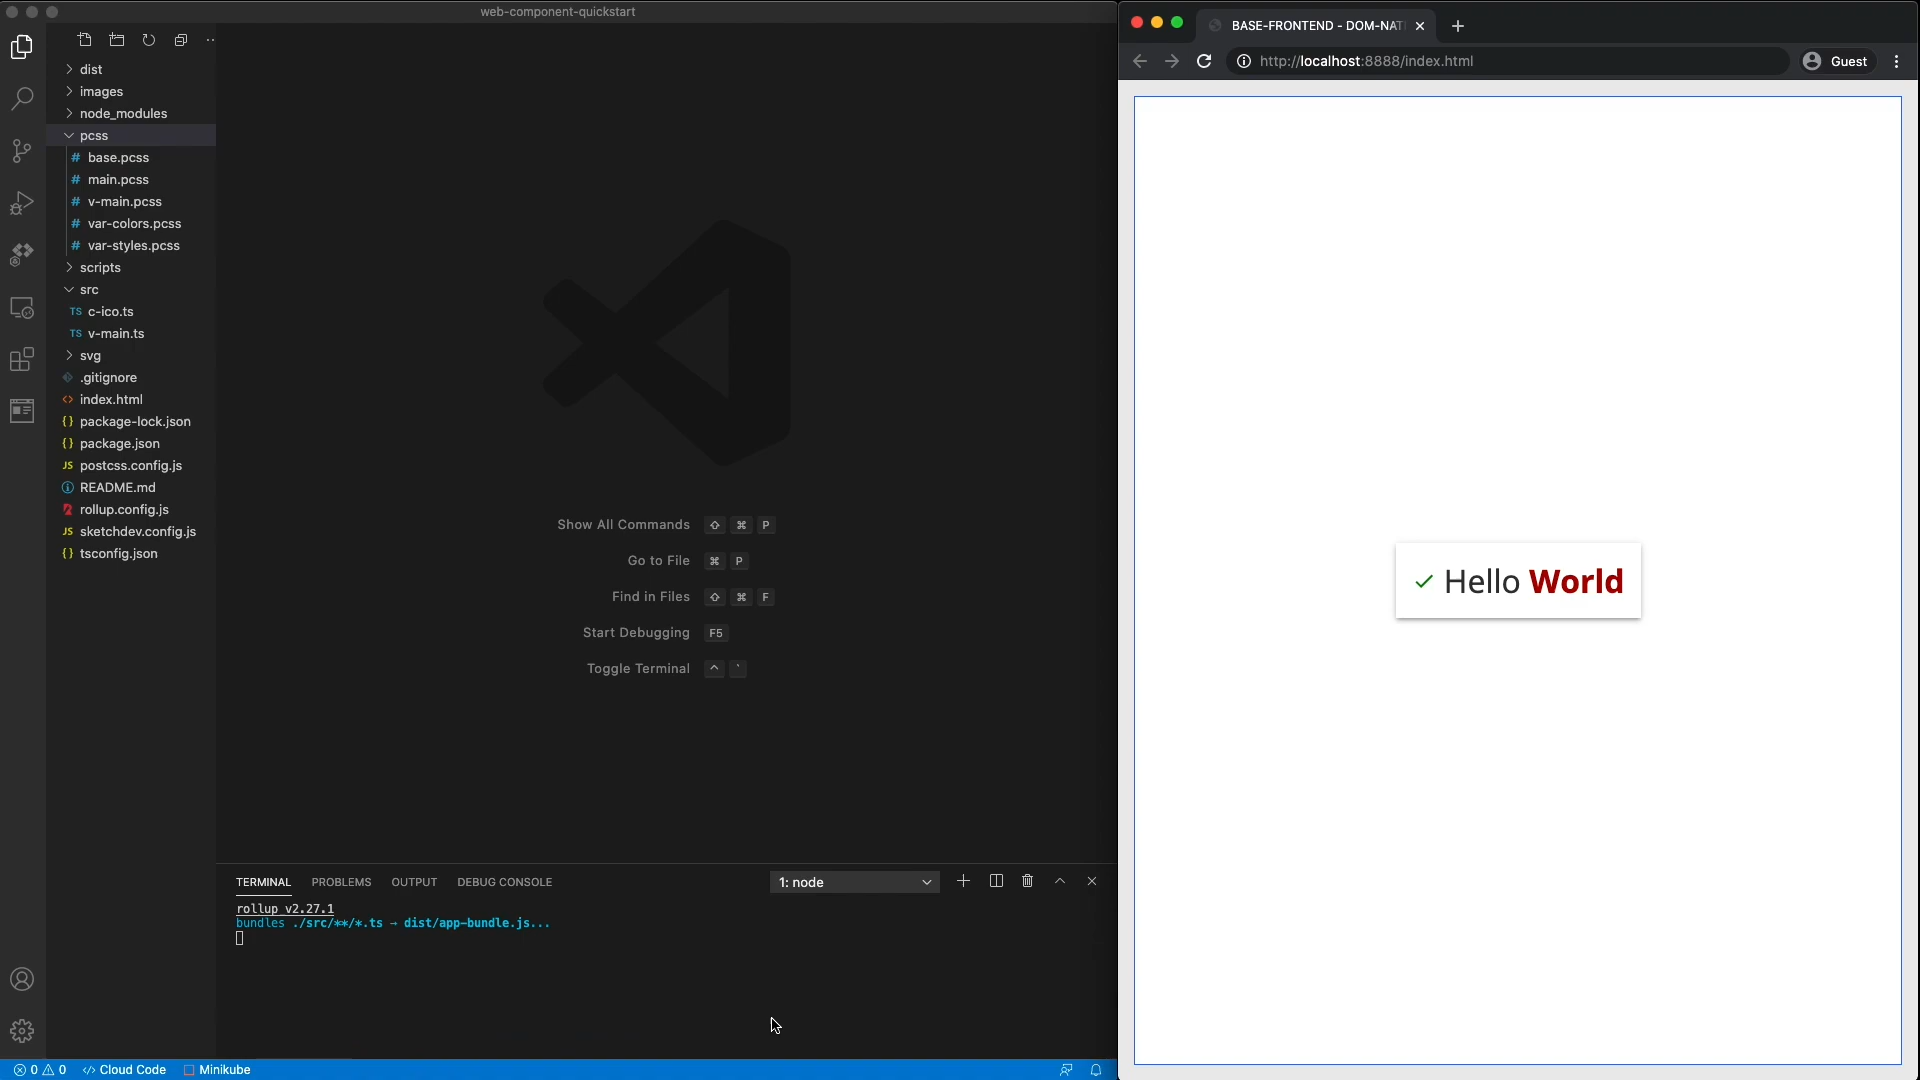 web-component-quickstart
dist
images
node_modules
pcss
# base.pcss
# main.pcss
# v-main.pcss
# var-colors.pcss
# var-styles.pcss
scripts
src
TS c-ico.ts
TS v-main.ts
svg
.gitignore
<> index.html
{} package-lock.json
{} package.json
JS postcss.config.js
README.md
rollup.config.js
JS sketchdev.config.js
{} tsconfig.json
Show All Commands ⇧ ⌘ P
Go to File ⌘ P
Find in Files ⇧ ⌘ F
Start Debugging F5
Toggle Terminal ^ `
TERMINAL PROBLEMS OUTPUT DEBUG CONSOLE 1: node
rollup v2.27.1
bundles ./src/**/*.ts → dist/app-bundle.js...
0 0 </> Cloud Code Minikube
BASE-FRONTEND - DOM-NATI
http://localhost:8888/index.html Guest
✓ Hello World